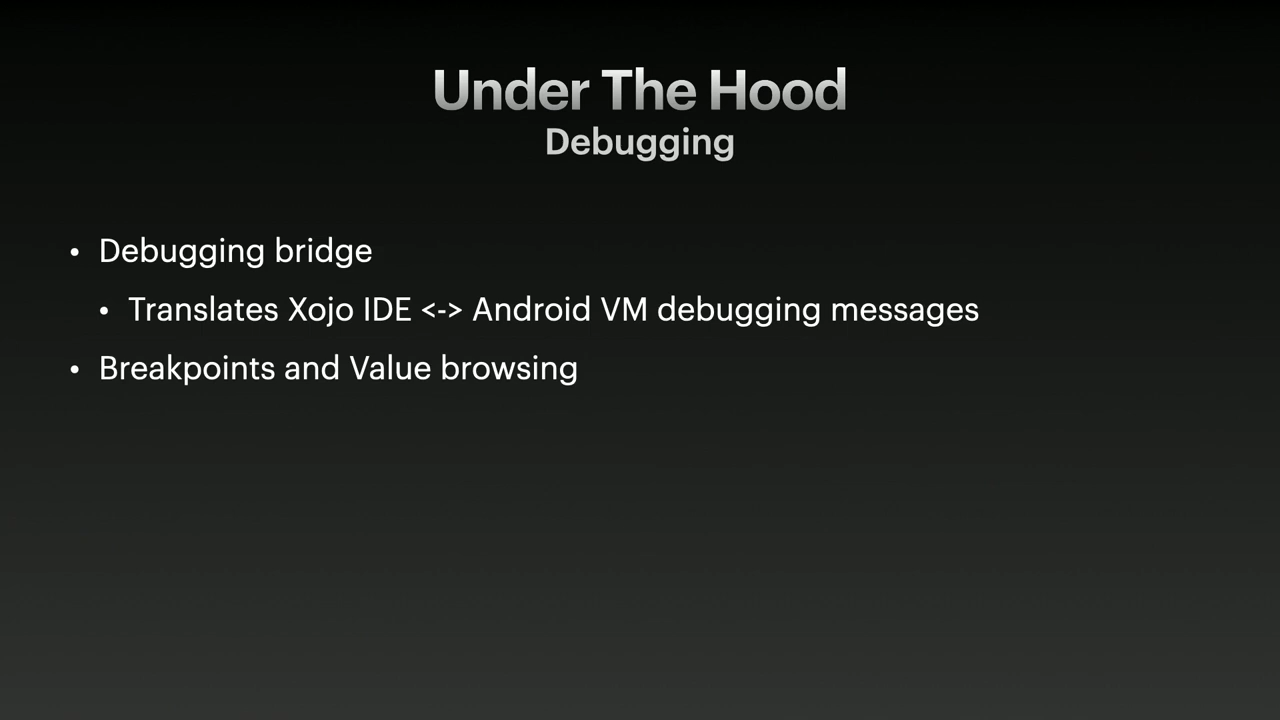 Under The Hood
Debugging
• Debugging bridge
• Translates Xojo IDE <-> Android VM debugging messages
• Breakpoints and Value browsing